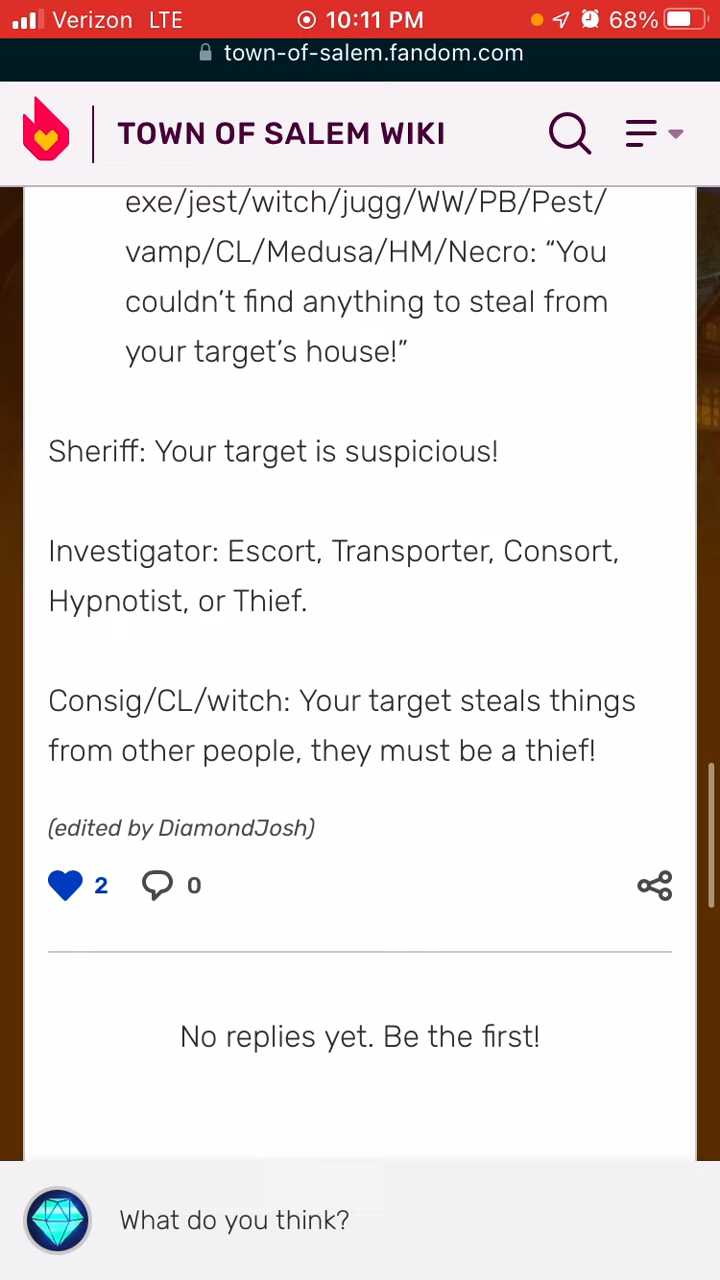 Verizon LTE 10:11 PM 68%
town-of-salem.fandom.com
TOWN OF SALEM WIKI
exe/jest/witch/jugg/WW/PB/Pest/
vamp/CL/Medusa/HM/Necro: “You
couldn’t find anything to steal from
your target’s house!”
Sheriff: Your target is suspicious!
Investigator: Escort, Transporter, Consort,
Hypnotist, or Thief.
Consig/CL/witch: Your target steals things
from other people, they must be a thief!
(edited by DiamondJosh)
2 0
No replies yet. Be the first!
What do you think?